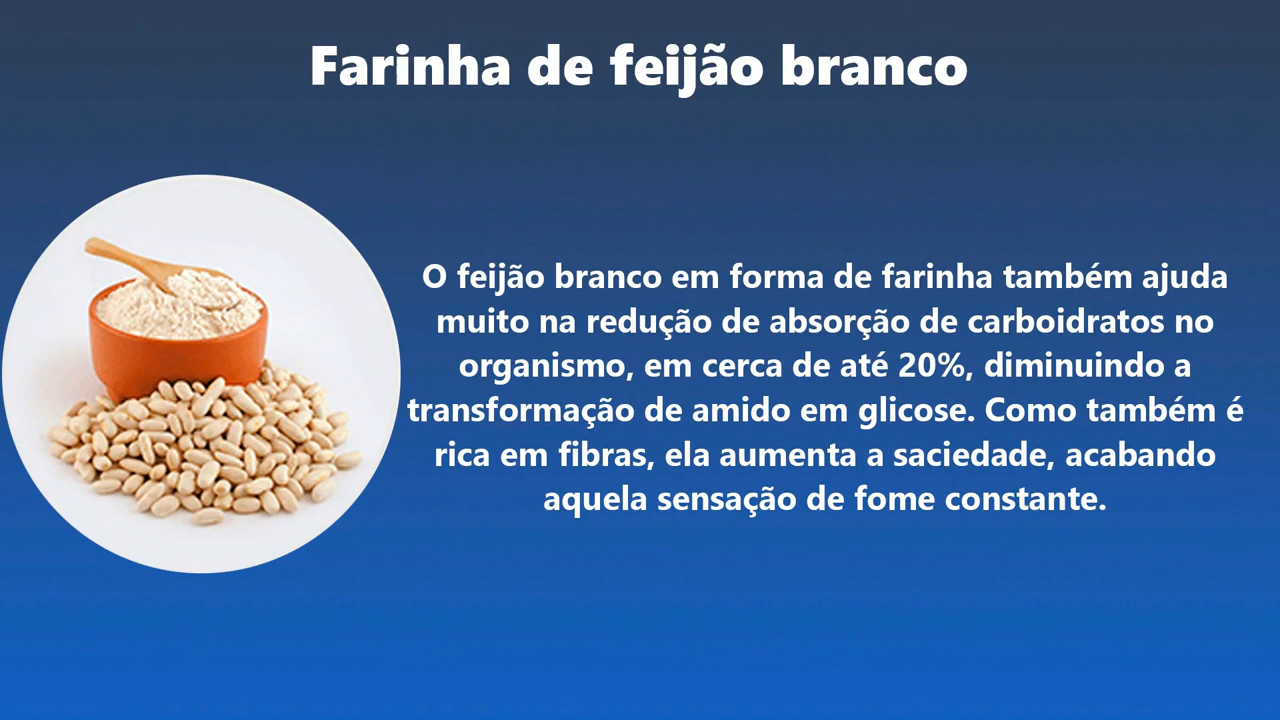 Farinha de feijão branco
O feijão branco em forma de farinha também ajuda
muito na redução de absorção de carboidratos no
organismo, em cerca de até 20%, diminuindo a
transformação de amido em glicose. Como também é
rica em fibras, ela aumenta a saciedade, acabando
aquela sensação de fome constante.